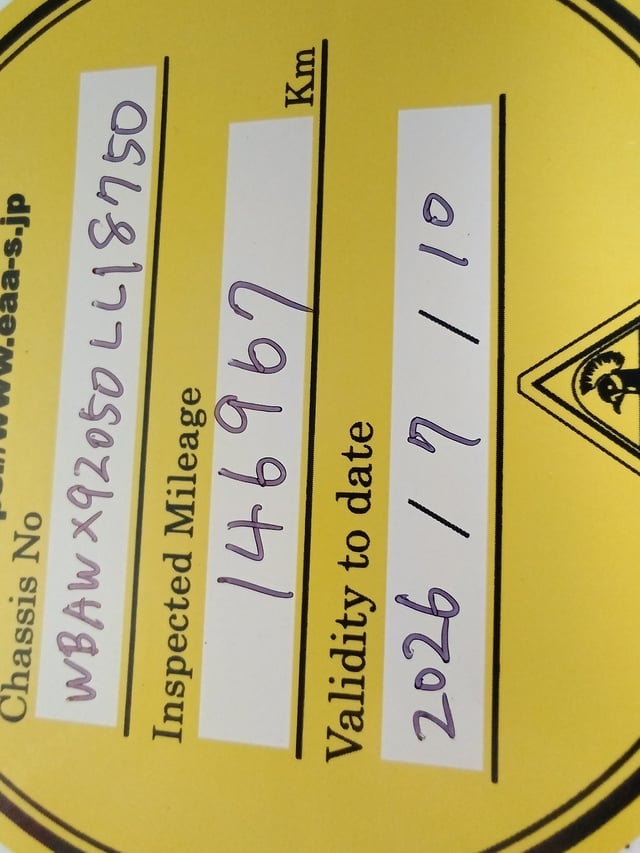 www.eaa-s.jp
Chassis No
WBAWX92050LL18750
Inspected Mileage
146967 Km
Validity to date
2026/7/10